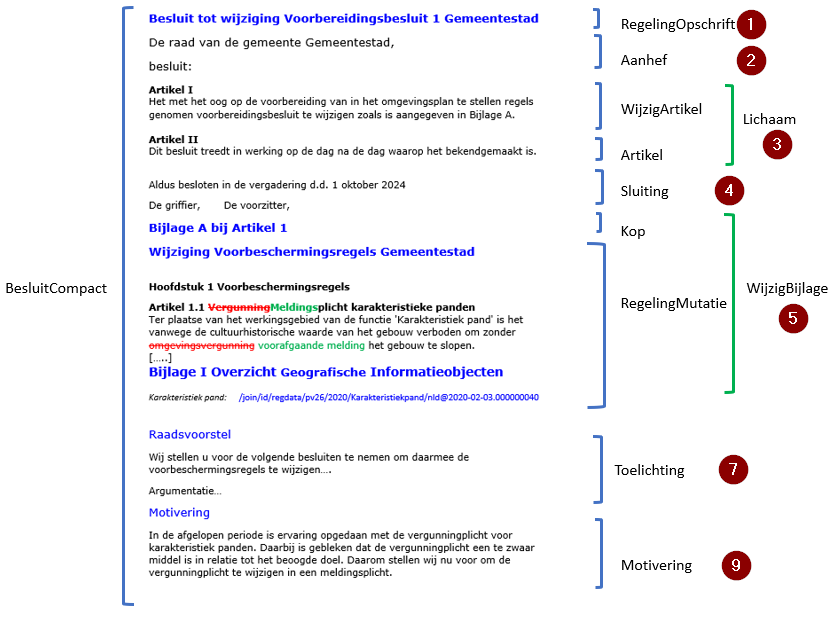 Besluit tot wijziging Voorbereidingsbesluit 1 Gemeentestad
RegelingOpschrift 1
De raad van de gemeente Gemeentestad,
Aanhef 2
besluit:
Artikel I
Het met het oog op de voorbereiding van in het omgevingsplan te stellen regels
genomen voorbereidingsbesluit te wijzigen zoals is aangegeven in Bijlage A.
WijzigArtikel
Lichaam
3
Artikel II
Dit besluit treedt in werking op de dag na de dag waarop het bekendgemaakt is.
Artikel
Aldus besloten in de vergadering d.d. 1 oktober 2024
Sluiting 4
De griffier, De voorzitter,
Bijlage A bij Artikel 1
Kop
Wijziging Voorbeschermingsregels Gemeentestad
BesluitCompact
Hoofdstuk 1 Voorbeschermingsregels
WijzigBijlage
5
RegelingMutatie
Artikel 1.1 VergunningMeldingsplicht karakteristieke panden
Ter plaatse van het werkingsgebied van de functie 'Karakteristiek pand' is het
vanwege de cultuurhistorische waarde van het gebouw verboden om zonder
omgevingsvergunning voorafgaande melding het gebouw te slopen.
[…..]
Bijlage I Overzicht Geografische Informatieobjecten
Karakteristiek pand: /join/id/regdata/pv26/2020/Karakteristiekpand/nld@2020-02-03.000000040
Raadsvoorstel
Wij stellen u voor de volgende besluiten te nemen om daarmee de
voorbeschermingsregels te wijzigen….
Toelichting 7
Argumentatie…
Motivering
In de afgelopen periode is ervaring opgedaan met de vergunningplicht voor
karakteristiek panden. Daarbij is gebleken dat de vergunningplicht een te zwaar
middel is in relatie tot het beoogde doel. Daarom stellen wij nu voor om de
vergunningplicht te wijzigen in een meldingsplicht.
Motivering 9